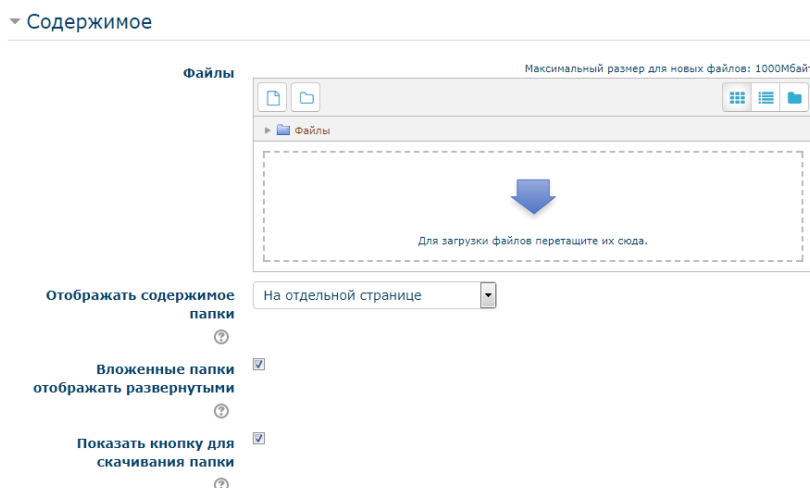 Содержимое
Файлы
Максимальный размер для новых файлов: 1000Мбайт
Файлы
Для загрузки файлов перетащите их сюда.
Отображать содержимое
папки
На отдельной странице
Вложенные папки
отображать развернутыми
Показать кнопку для
скачивания папки